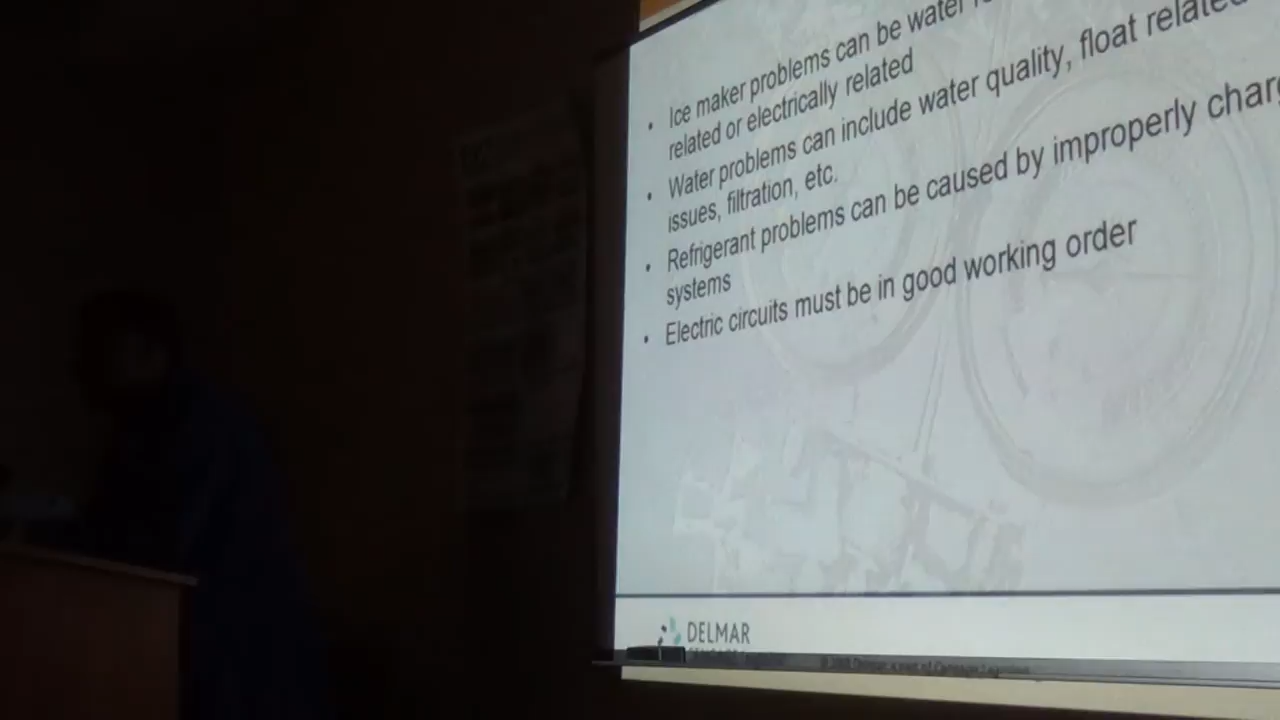 Ice maker problems can be water
related or electrically related
Water problems can include water quality, float related
issues, filtration, etc.
Refrigerant problems can be caused by improperly
systems
Electric circuits must be in good working order
DELMAR